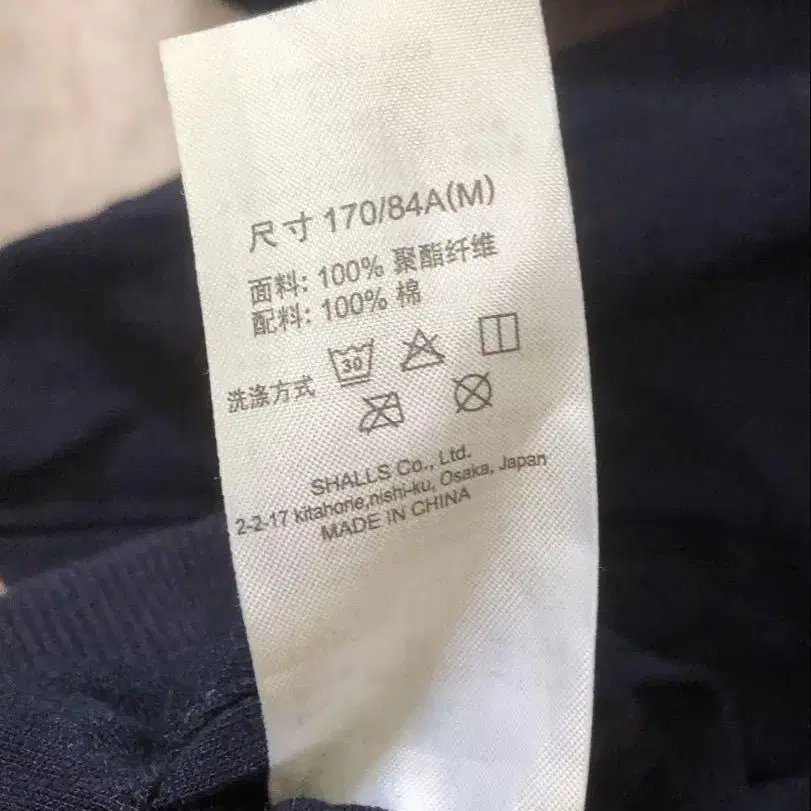 尺寸 170/84A(M)
面料: 100% 聚酯纤维
配料: 100% 棉
洗涤方式
30
SHALLS Co., Ltd.
2-2-17 kitahorie,nishi-ku, Osaka, Japan
MADE IN CHINA